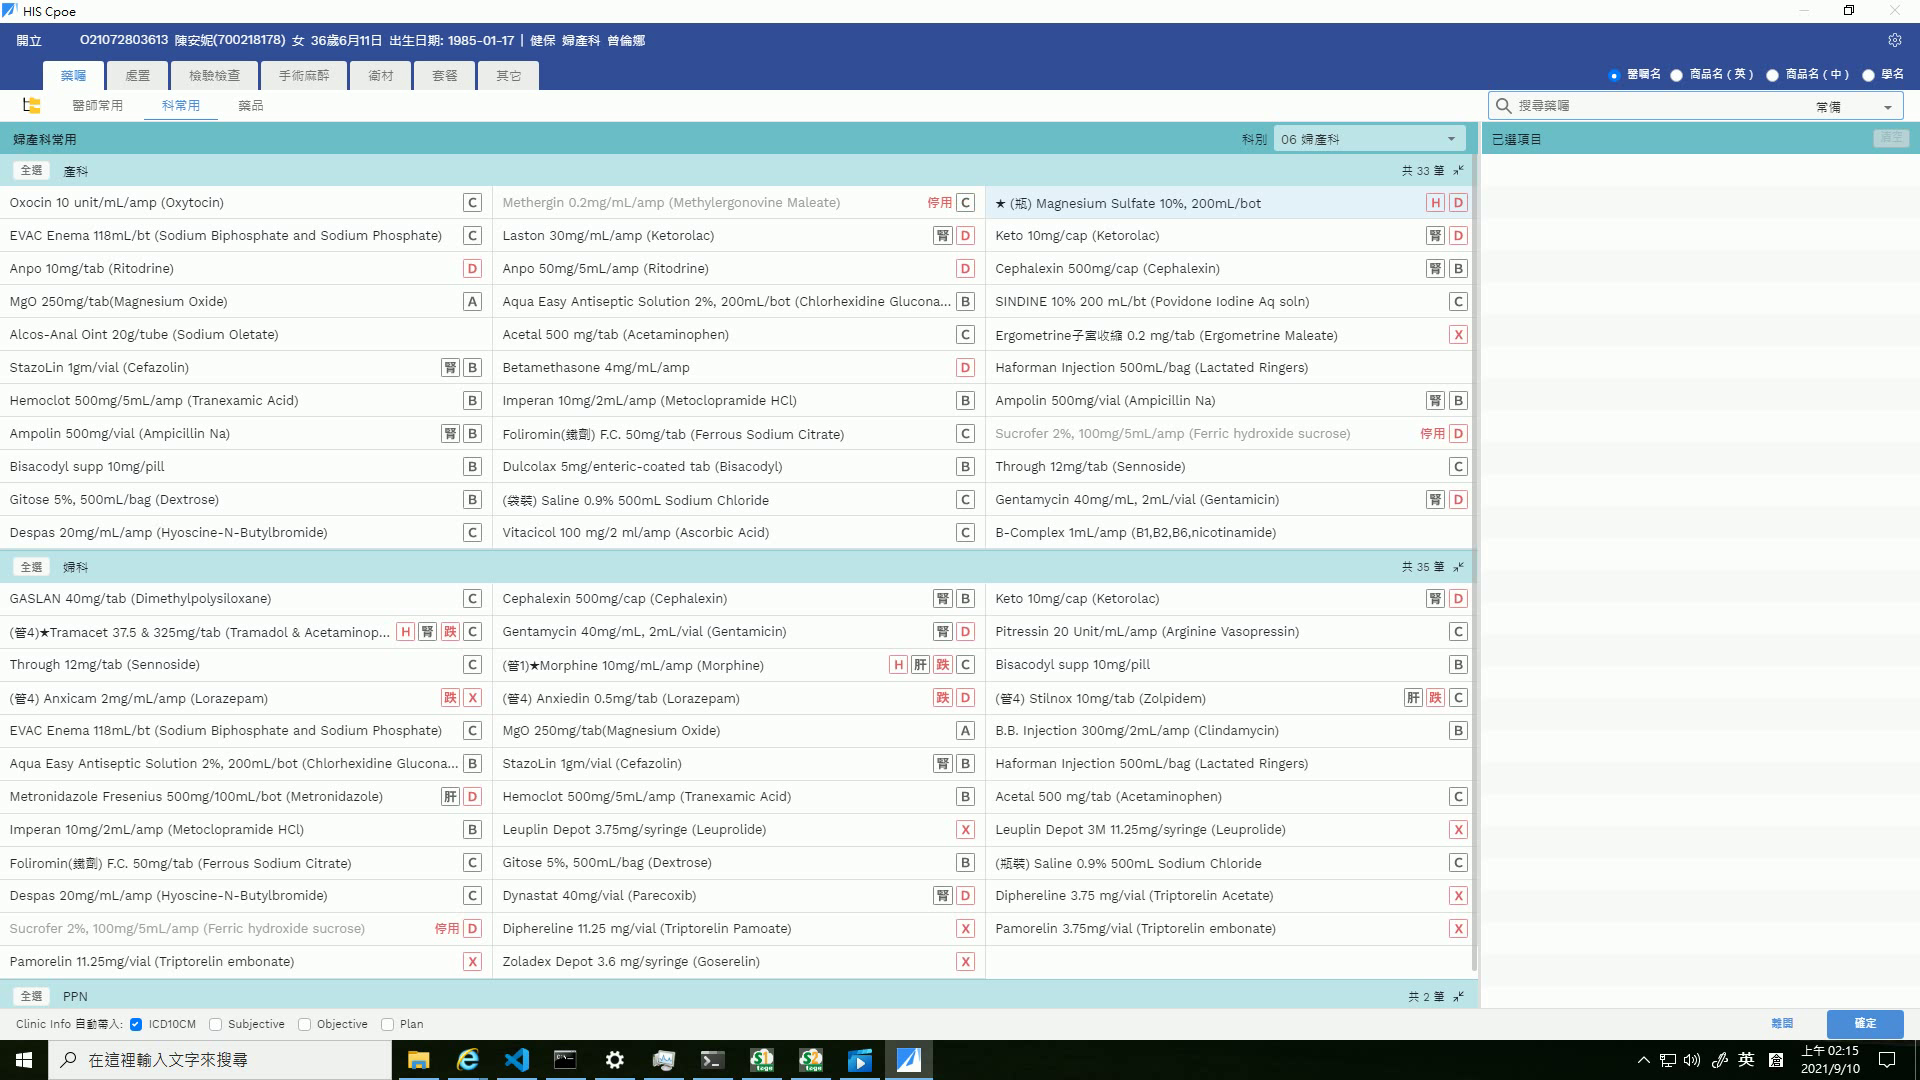 HIS Cpoe
開立 O21072803613 陳安妮(700218178) 女 36歲6月11日 出生日期: 1985-01-17 | 健保 婦產科 曾倫娜
藥囑 處置 檢驗檢查 手術麻醉 衛材 套餐 其它
醫囑名 商品名 ( 英 ) 商品名 ( 中 ) 學名
醫師常用 科常用 藥品
搜尋藥囑 常備
婦產科常用 科別 06 婦產科
已選項目 清空
全選 產科 共 33 筆
Oxocin 10 unit/mL/amp (Oxytocin) C
Methergin 0.2mg/mL/amp (Methylergonovine Maleate) 停用 C
★ (瓶) Magnesium Sulfate 10%, 200mL/bot H D
EVAC Enema 118mL/bt (Sodium Biphosphate and Sodium Phosphate) C
Laston 30mg/mL/amp (Ketorolac) 腎 D
Keto 10mg/cap (Ketorolac) 腎 D
Anpo 10mg/tab (Ritodrine) D
Anpo 50mg/5mL/amp (Ritodrine) D
Cephalexin 500mg/cap (Cephalexin) 腎 B
MgO 250mg/tab(Magnesium Oxide) A
Aqua Easy Antiseptic Solution 2%, 200mL/bot (Chlorhexidine Glucona... B
SINDINE 10% 200 mL/bt (Povidone Iodine Aq soln) C
Alcos-Anal Oint 20g/tube (Sodium Oletate)
Acetal 500 mg/tab (Acetaminophen) C
Ergometrine子宮收縮 0.2 mg/tab (Ergometrine Maleate) X
StazoLin 1gm/vial (Cefazolin) 腎 B
Betamethasone 4mg/mL/amp D
Haforman Injection 500mL/bag (Lactated Ringers)
Hemoclot 500mg/5mL/amp (Tranexamic Acid) B
Imperan 10mg/2mL/amp (Metoclopramide HCl) B
Ampolin 500mg/vial (Ampicillin Na) 腎 B
Ampolin 500mg/vial (Ampicillin Na) 腎 B
Foliromin(鐵劑) F.C. 50mg/tab (Ferrous Sodium Citrate) C
Sucrofer 2%, 100mg/5mL/amp (Ferric hydroxide sucrose) 停用 D
Bisacodyl supp 10mg/pill B
Dulcolax 5mg/enteric-coated tab (Bisacodyl) B
Through 12mg/tab (Sennoside) C
Gitose 5%, 500mL/bag (Dextrose) B
(袋裝) Saline 0.9% 500mL Sodium Chloride C
Gentamycin 40mg/mL, 2mL/vial (Gentamicin) 腎 D
Despas 20mg/mL/amp (Hyoscine-N-Butylbromide) C
Vitacicol 100 mg/2 ml/amp (Ascorbic Acid) C
B-Complex 1mL/amp (B1,B2,B6,nicotinamide)
全選 婦科 共 35 筆
GASLAN 40mg/tab (Dimethylpolysiloxane) C
Cephalexin 500mg/cap (Cephalexin) 腎 B
Keto 10mg/cap (Ketorolac) 腎 D
(管4)★Tramacet 37.5 & 325mg/tab (Tramadol & Acetaminop... H 腎 跌 C
Gentamycin 40mg/mL, 2mL/vial (Gentamicin) 腎 D
Pitressin 20 Unit/mL/amp (Arginine Vasopressin) C
Through 12mg/tab (Sennoside) C
(管1)★Morphine 10mg/mL/amp (Morphine) H 肝 跌 C
Bisacodyl supp 10mg/pill B
(管4) Anxicam 2mg/mL/amp (Lorazepam) 跌 X
(管4) Anxiedin 0.5mg/tab (Lorazepam) 跌 D
(管4) Stilnox 10mg/tab (Zolpidem) 肝 跌 C
EVAC Enema 118mL/bt (Sodium Biphosphate and Sodium Phosphate) C
MgO 250mg/tab(Magnesium Oxide) A
B.B. Injection 300mg/2mL/amp (Clindamycin) B
Aqua Easy Antiseptic Solution 2%, 200mL/bot (Chlorhexidine Glucona... B
StazoLin 1gm/vial (Cefazolin) 腎 B
Haforman Injection 500mL/bag (Lactated Ringers)
Metronidazole Fresenius 500mg/100mL/bot (Metronidazole) 肝 D
Hemoclot 500mg/5mL/amp (Tranexamic Acid) B
Acetal 500 mg/tab (Acetaminophen) C
Imperan 10mg/2mL/amp (Metoclopramide HCl) B
Leuplin Depot 3.75mg/syringe (Leuprolide) X
Leuplin Depot 3M 11.25mg/syringe (Leuprolide) X
Foliromin(鐵劑) F.C. 50mg/tab (Ferrous Sodium Citrate) C
Gitose 5%, 500mL/bag (Dextrose) B
(瓶裝) Saline 0.9% 500mL Sodium Chloride C
Despas 20mg/mL/amp (Hyoscine-N-Butylbromide) C
Dynastat 40mg/vial (Parecoxib) 腎 D
Diphereline 3.75 mg/vial (Triptorelin Acetate) X
Sucrofer 2%, 100mg/5mL/amp (Ferric hydroxide sucrose) 停用 D
Diphereline 11.25 mg/vial (Triptorelin Pamoate) X
Pamorelin 3.75mg/vial (Triptorelin embonate) X
Pamorelin 11.25mg/vial (Triptorelin embonate) X
Zoladex Depot 3.6 mg/syringe (Goserelin) X
全選 PPN 共 2 筆
Clinic Info 自動帶入: ICD10CM Subjective Objective Plan 離開 確定
在這裡輸入文字來搜尋
英
上午 02:15
2021/9/10